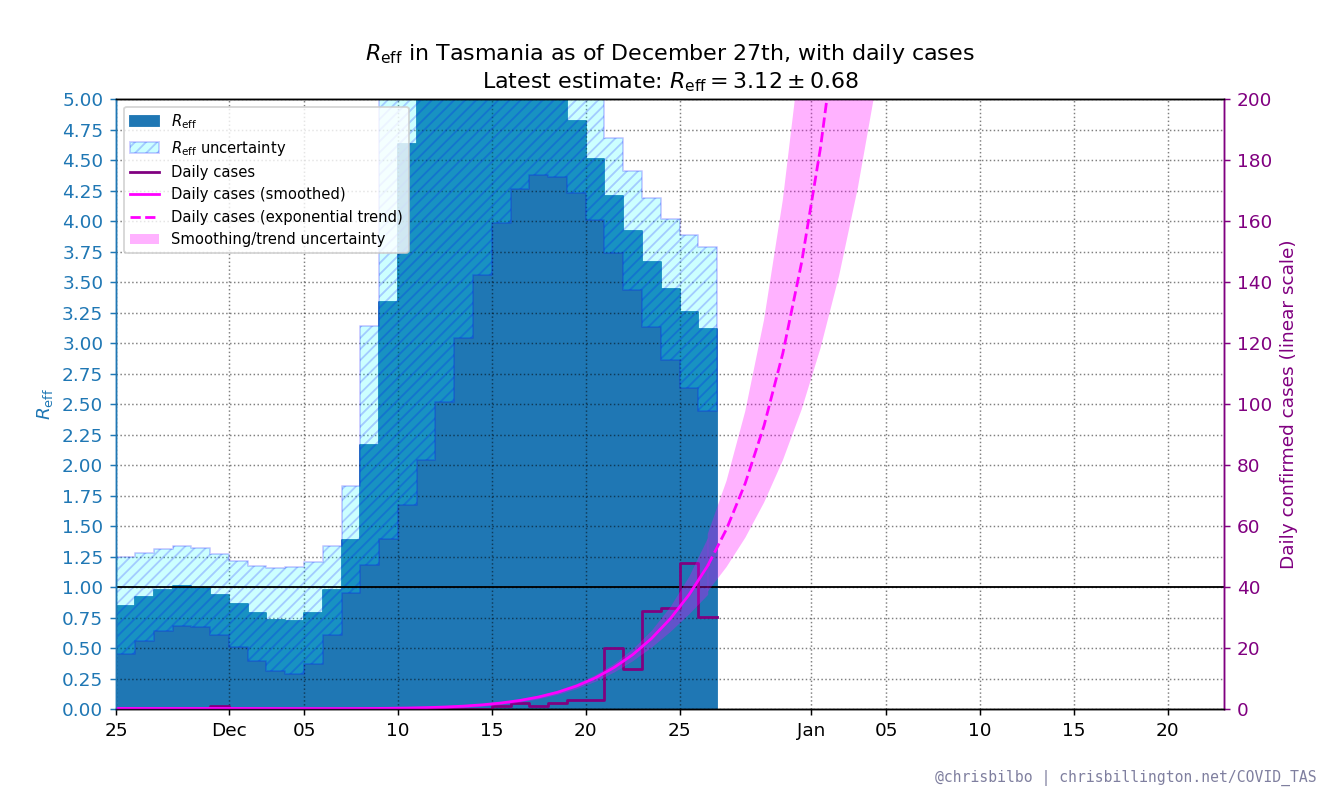 R_eff in Tasmania as of December 27th, with daily cases
Latest estimate: R_eff = 3.12 ± 0.68
R_eff
R_eff uncertainty
Daily cases
Daily cases (smoothed)
Daily cases (exponential trend)
Smoothing/trend uncertainty
R_eff
5.00
4.75
4.50
4.25
4.00
3.75
3.50
3.25
3.00
2.75
2.50
2.25
2.00
1.75
1.50
1.25
1.00
0.75
0.50
0.25
0.00
25 Dec 05 10 15 20 25 Jan 05 10 15 20
200
180
160
140
120
100
80
60
40
20
0
Daily confirmed cases (linear scale)
@chrisbilbo | chrisbillington.net/COVID_TAS